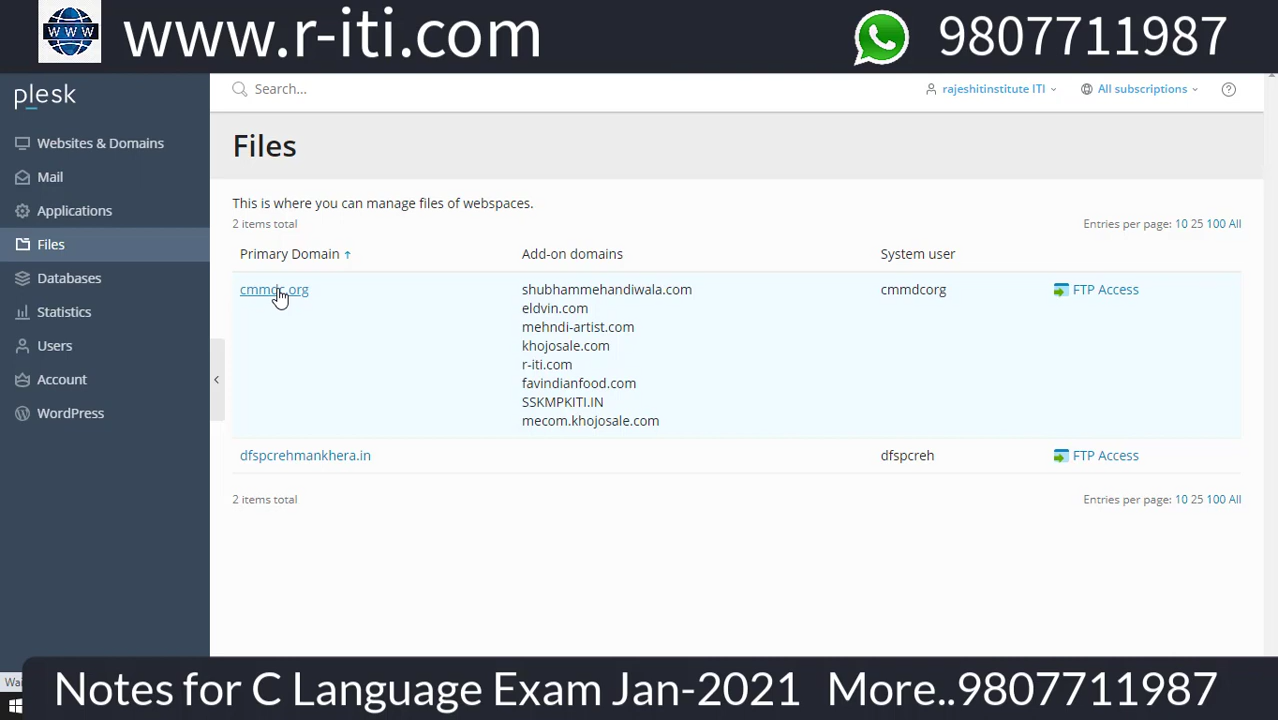 WWW www.r-iti.com 9807711987
plesk
Search...
rajeshitinstitute ITI
All subscriptions
Websites & Domains
Mail
Applications
Files
Databases
Statistics
Users
Account
WordPress
Files
This is where you can manage files of webspaces.
2 items total
Entries per page: 10 25 100 All
Primary Domain ↑ Add-on domains System user
cmmdc.org shubhammehandiwala.com cmmdcorg FTP Access
eldvin.com
mehndi-artist.com
khojosale.com
r-iti.com
favindianfood.com
SSKMPKITI.IN
mecom.khojosale.com
dfspcrehmankhera.in dfspcreh FTP Access
2 items total
Entries per page: 10 25 100 All
Notes for C Language Exam Jan-2021 More..9807711987